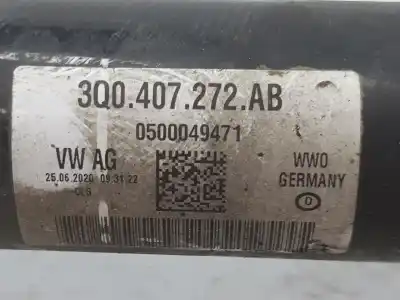 3Q0.407.272.AB
0500049471
VW AG
25.06.2020 09:31:22
WWO
GERMANY
D